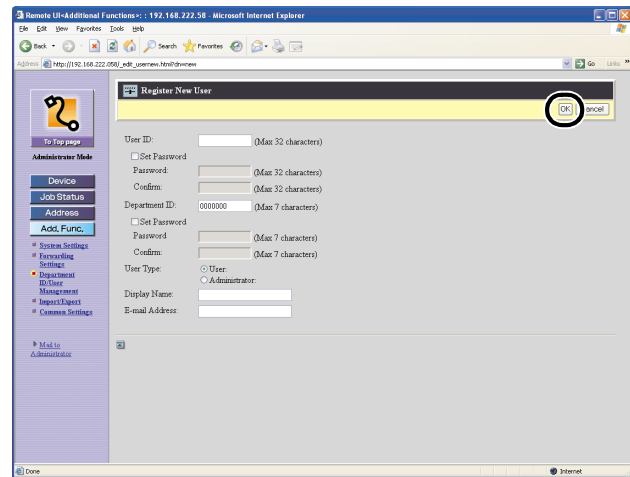 Remote UI<Additional Functions>: : 192.168.222.58 - Microsoft Internet Explorer
File Edit View Favorites Tools Help
Back Search Favorites
Address http://192.168.222.058/_edit_usernew.html?dn=new Go Links »
Register New User
OK ancel
To Top page
Administrator Mode
Device
Job Status
Address
Add. Func.
System Settings
Forwarding
Settings
Department
ID/User
Management
Import/Export
Common Settings
Mail to
Administrator
User ID: (Max 32 characters)
Set Password
Password: (Max 32 characters)
Confirm: (Max 32 characters)
Department ID: 0000000 (Max 7 characters)
Set Password
Password (Max 7 characters)
Confirm: (Max 7 characters)
User Type: User:
Administrator:
Display Name:
E-mail Address:
Done Internet